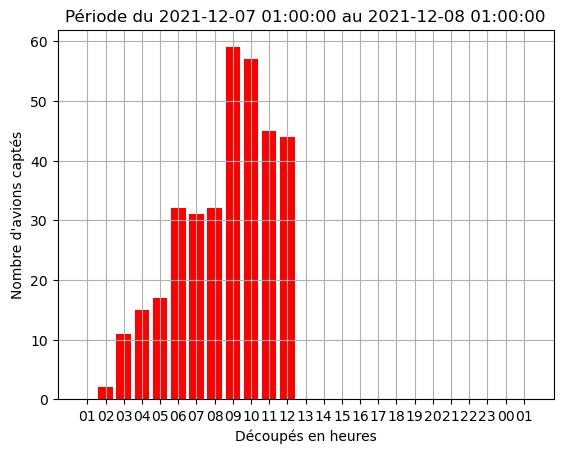 Période du 2021-12-07 01:00:00 au 2021-12-08 01:00:00
60
50
40
30
20
10
0
Nombre d'avions captés
01 02 03 04 05 06 07 08 09 10 11 12 13 14 15 16 17 18 19 20 21 22 23 00 01
Découpés en heures